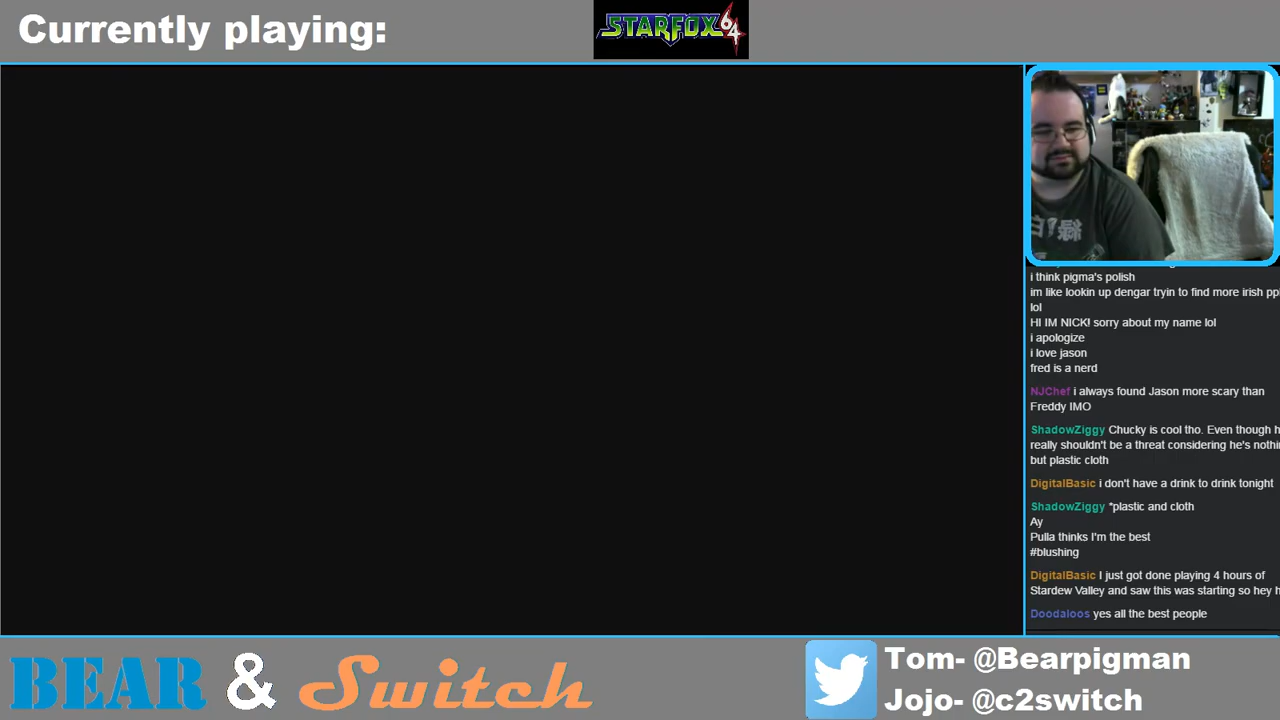 Currently playing:
STARFOX 64
i think pigma's polish
im like lookin up dengar tryin to find more irish pp
lol
HI IM NICK! sorry about my name lol
i apologize
i love jason
fred is a nerd
NJChef i always found Jason more scary than
Freddy IMO
ShadowZiggy Chucky is cool tho. Even though h
really shouldn't be a threat considering he's nothi
but plastic cloth
DigitalBasic i don't have a drink to drink tonight
ShadowZiggy *plastic and cloth
Ay
Pulla thinks I'm the best
#blushing
DigitalBasic I just got done playing 4 hours of
Stardew Valley and saw this was starting so hey h
Doodaloos yes all the best people
BEAR & Switch
Tom- @Bearpigman
Jojo- @c2switch